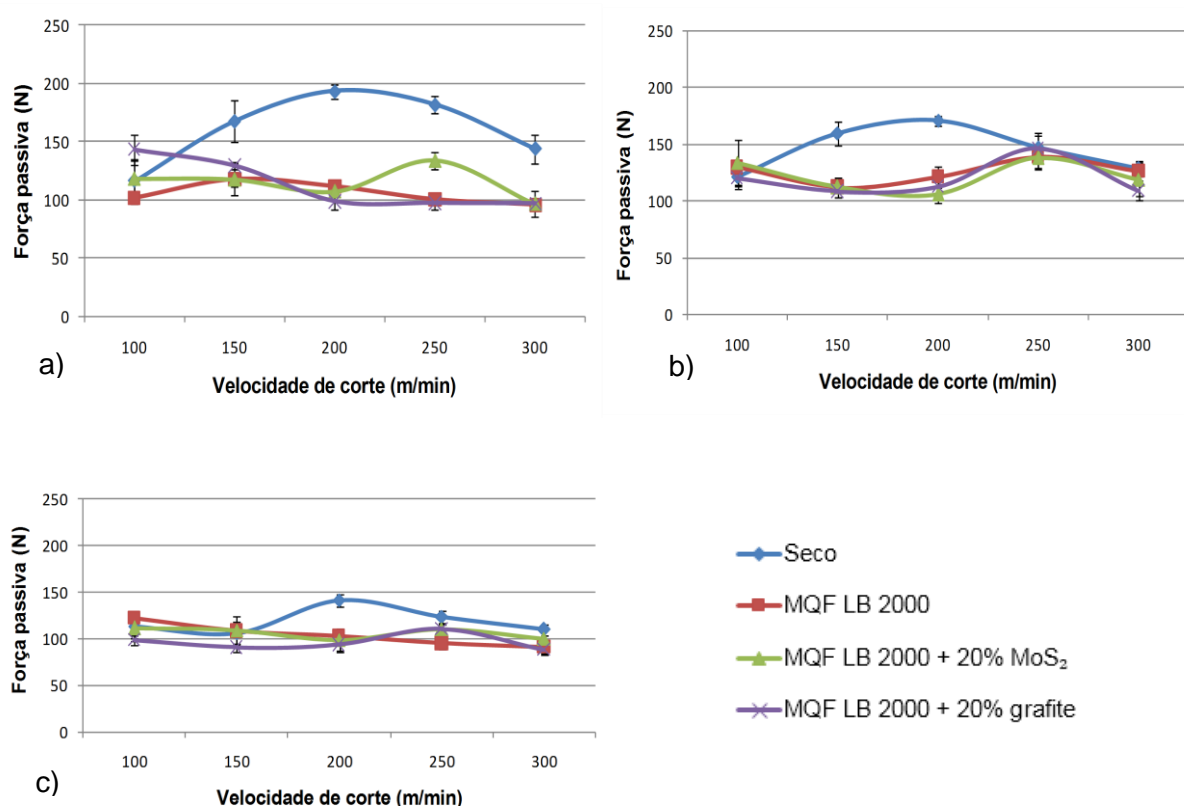 250
200
150
100
50
0
Força passiva (N)
100 150 200 250 300
Velocidade de corte (m/min)
a)
250
200
150
100
50
0
Força passiva (N)
100 150 200 250 300
Velocidade de corte (m/min)
b)
250
200
150
100
50
0
Força passiva (N)
100 150 200 250 300
Velocidade de corte (m/min)
c)
Seco
MQF LB 2000
MQF LB 2000 + 20% MoS₂
MQF LB 2000 + 20% grafite